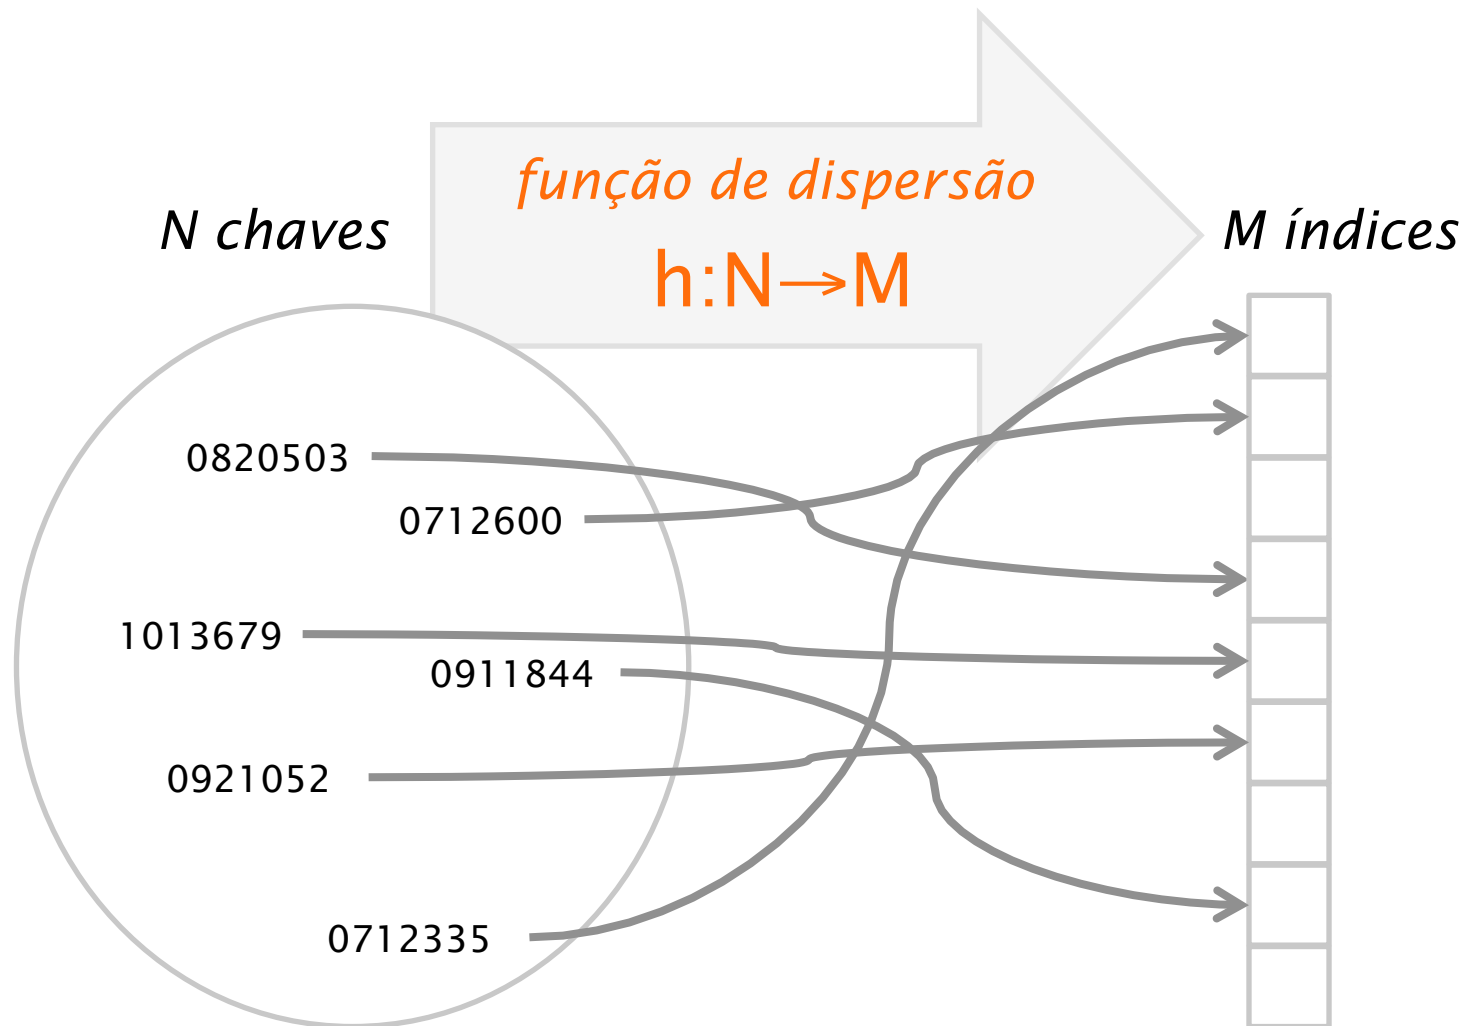 função de dispersão
N chaves
h:N→M
M índices
0820503
0712600
1013679
0911844
0921052
0712335